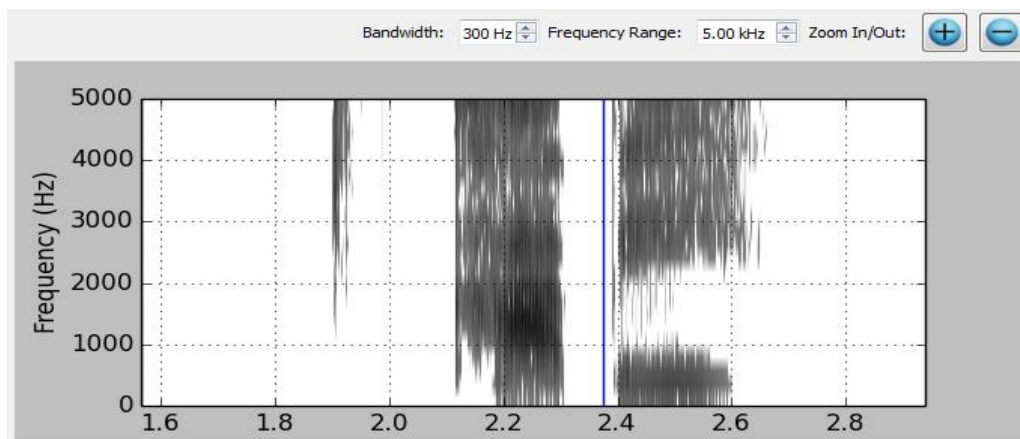 Bandwidth: 300 Hz Frequency Range: 5.00 kHz Zoom In/Out:
5000
4000
3000
2000
1000
0
Frequency (Hz)
1.6 1.8 2.0 2.2 2.4 2.6 2.8